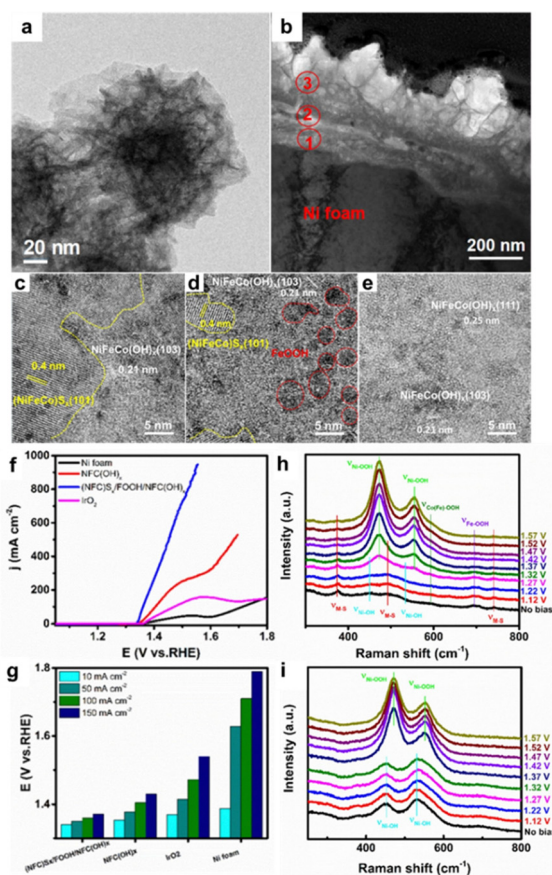 a
20 nm
b
3
2
1
Ni foam
200 nm
c
NiFeCo(OH)ₓ(103)
0.4 nm
0.21 nm
(NiFeCo)Sₓ(101)
5 nm
d
NiFeCo(OH)ₓ(103)
0.21 nm
0.4 nm
(NiFeCo)Sₓ(101)
FeOOH
5 nm
e
NiFeCo(OH)ₓ(111)
0.25 nm
NiFeCo(OH)ₓ(103)
0.21 nm
5 nm
f
Ni foam
NFC(OH)ₓ
(NFC)Sₓ/FOOH/NFC(OH)ₓ
IrO₂
j (mA cm⁻²)
1000
800
600
400
200
0
1.2
1.4
1.6
1.8
E (V vs.RHE)
g
10 mA cm⁻²
50 mA cm⁻²
100 mA cm⁻²
150 mA cm⁻²
E (V vs.RHE)
1.8
1.6
1.4
(NFC)Sx/FOOH/NFC(OH)x
NFC(OH)x
IrO2
Ni foam
h
νNi-OOH
νNi-OOH
νCo(Fe)-OOH
νFe-OOH
1.57 V
1.52 V
1.47 V
1.42 V
1.37 V
1.32 V
1.27 V
1.22 V
1.12 V
No bias
νM-S
νNi-OH
νM-S
νNi-OH
νM-S
Intensity (a.u.)
400
600
800
Raman shift (cm⁻¹)
i
νNi-OOH
νNi-OOH
1.57 V
1.52 V
1.47 V
1.42 V
1.37 V
1.32 V
1.27 V
1.22 V
1.12 V
No bias
νNi-OH
νNi-OH
Intensity (a.u.)
400
600
800
Raman shift (cm⁻¹)